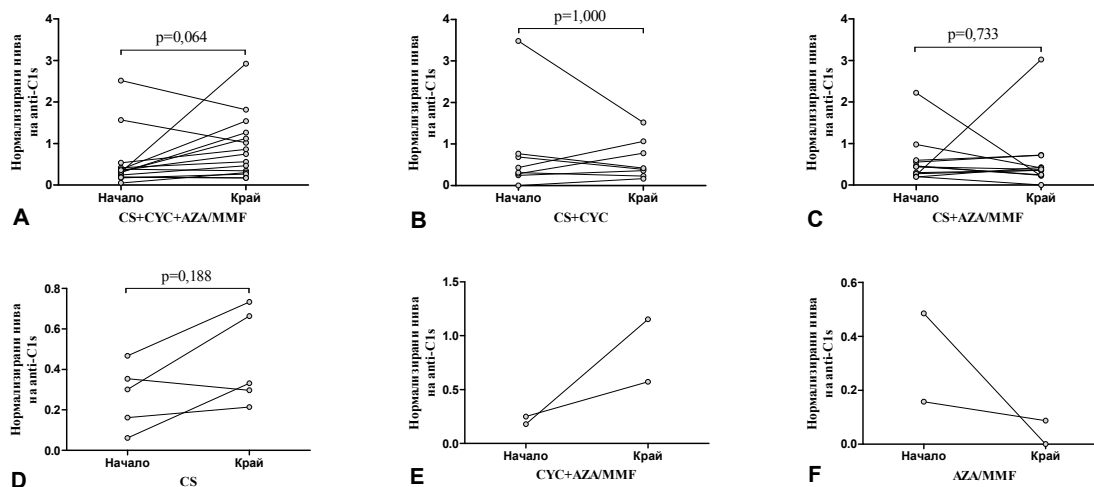 Нормализирани нива
на anti-C1s
4
3
2
1
0
p=0,064
Начало Край
CS+CYC+AZA/MMF
A
Нормализирани нива
на anti-C1s
4
3
2
1
0
p=1,000
Начало Край
CS+CYC
B
Нормализирани нива
на anti-C1s
4
3
2
1
0
p=0,733
Начало Край
CS+AZA/MMF
C
Нормализирани нива
на anti-C1s
0.8
0.6
0.4
0.2
0.0
p=0,188
Начало Край
CS
D
Нормализирани нива
на anti-C1s
1.5
1.0
0.5
0.0
Начало Край
CYC+AZA/MMF
E
Нормализирани нива
на anti-C1s
0.6
0.4
0.2
0.0
Начало Край
AZA/MMF
F